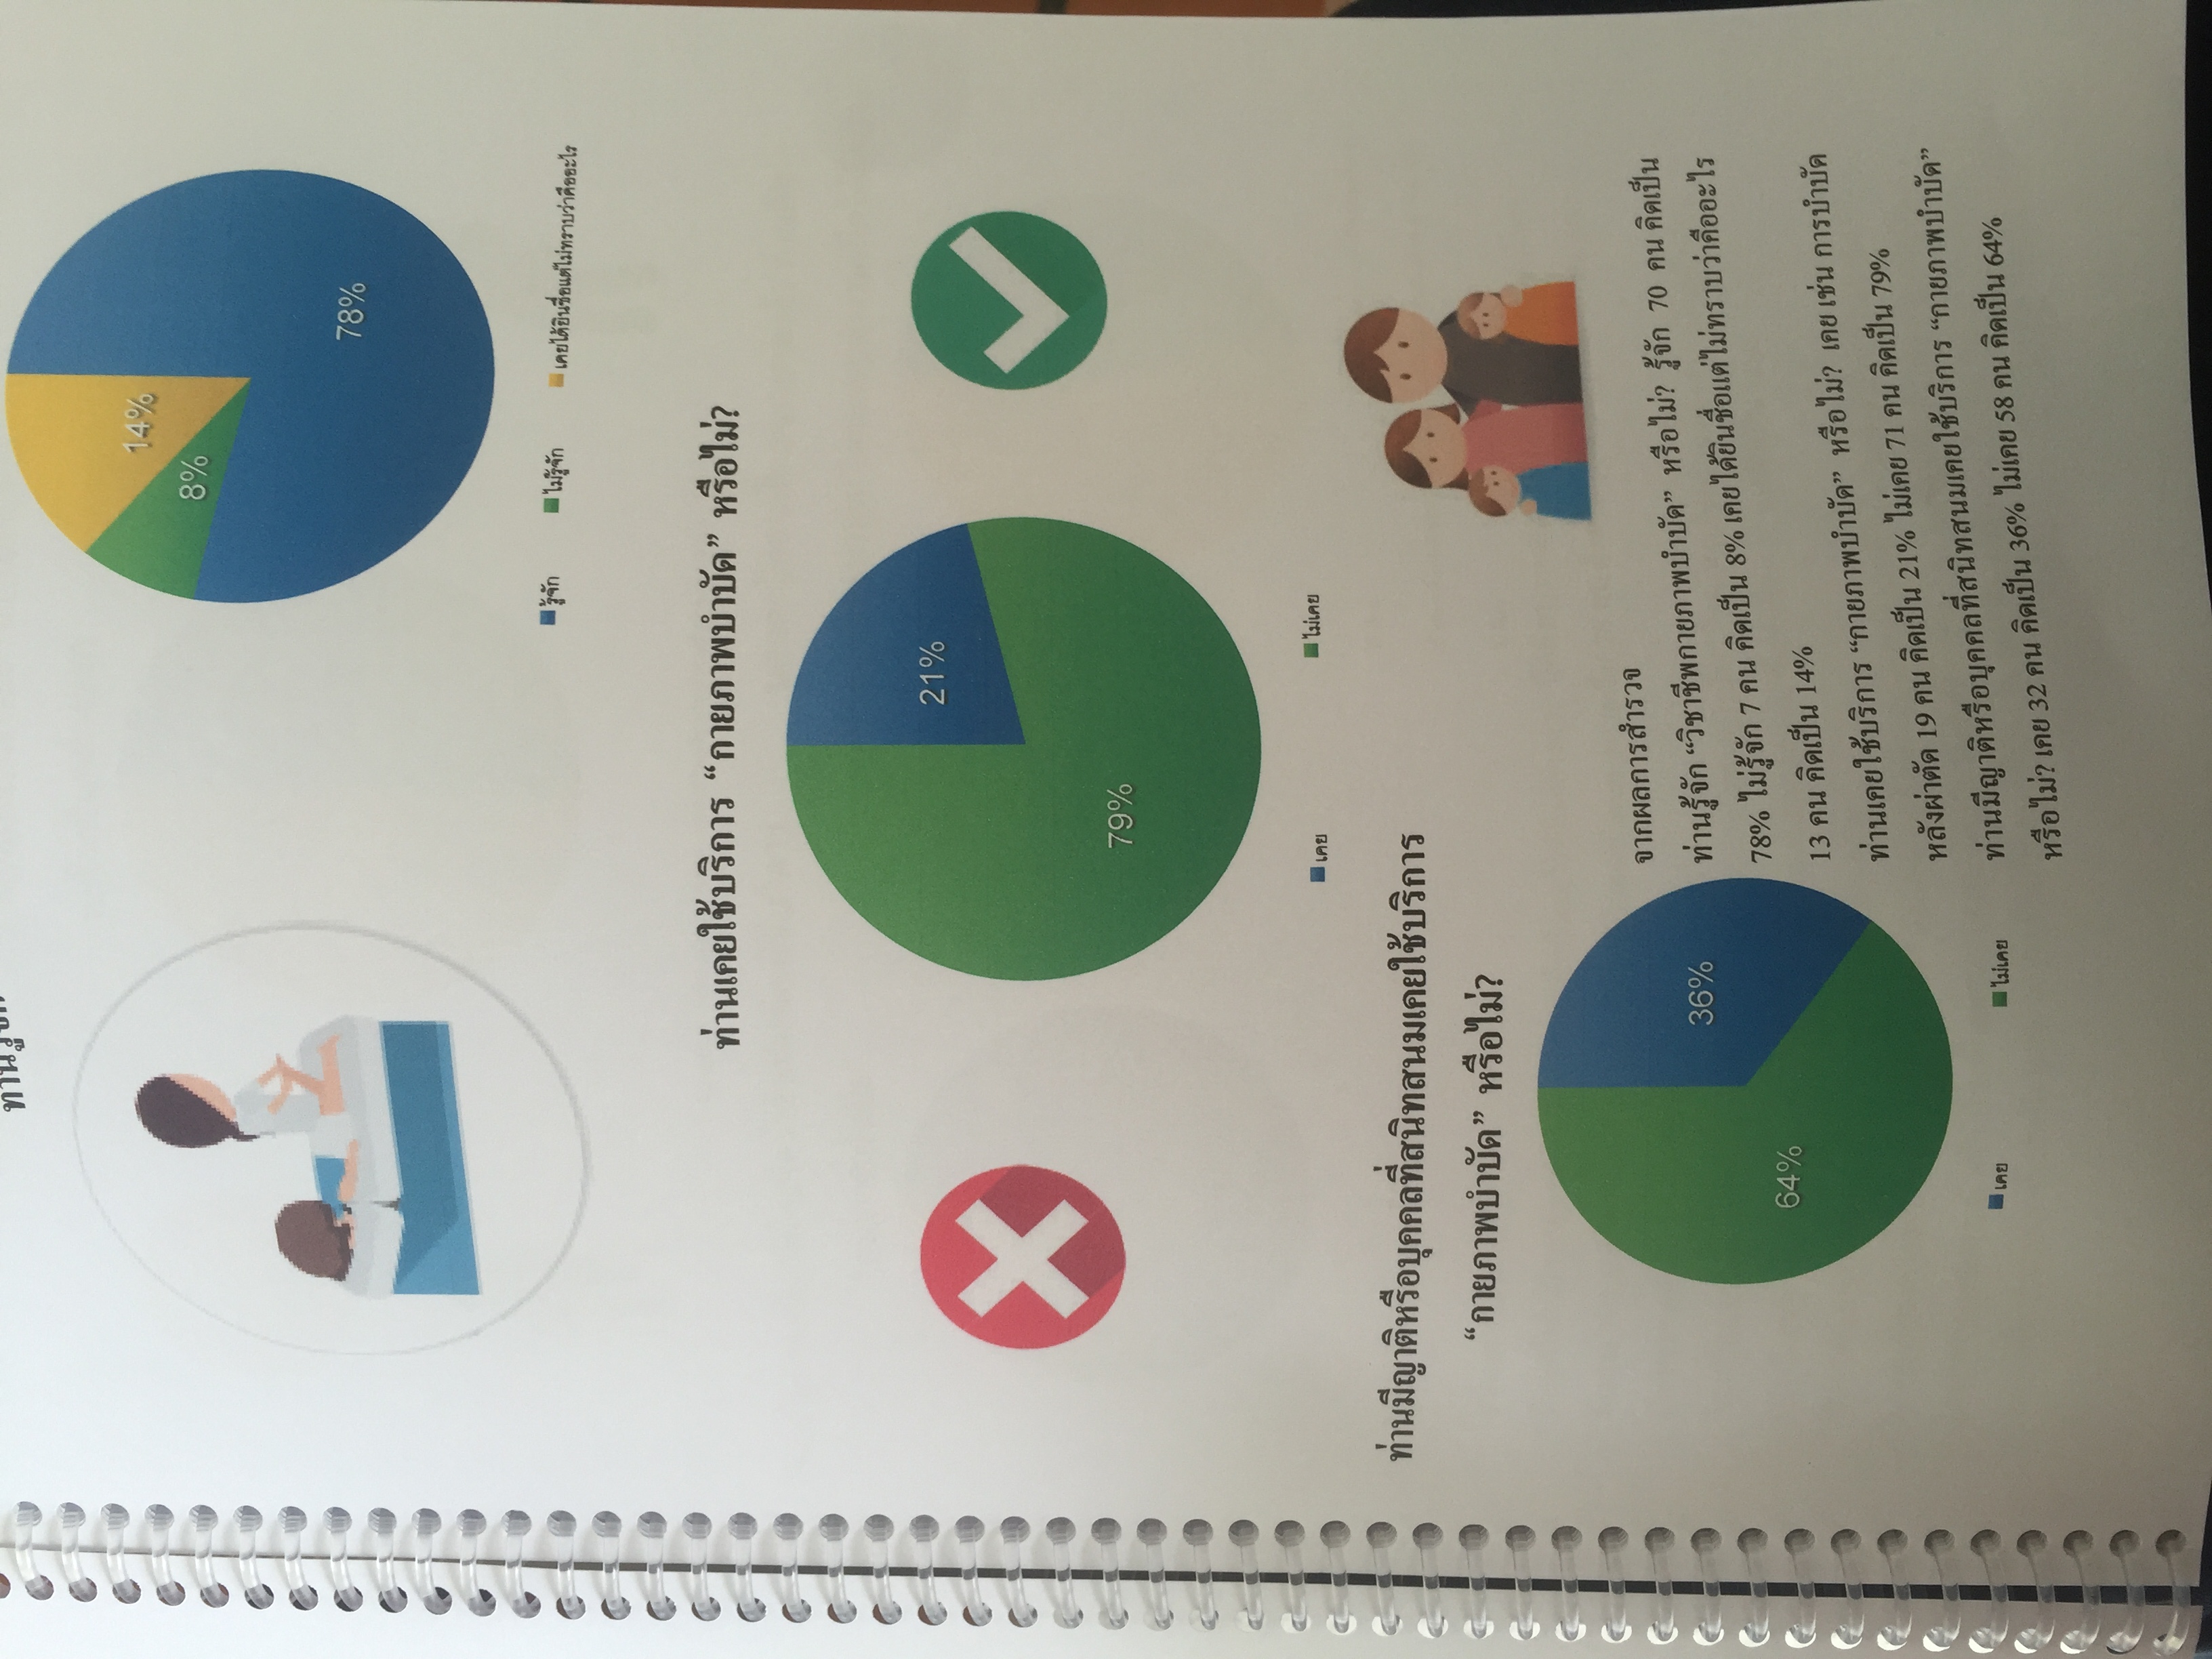 ท่านรู้จัก
14%
8%
78%
รู้จัก ไม่รู้จัก เคยได้ยินชื่อแต่ไม่ทราบว่าคืออะไร
ท่านเคยใช้บริการ “กายภาพบำบัด” หรือไม่?
21%
79%
เคย ไม่เคย
ท่านมีญาติหรือบุคคลที่สนิทสนมเคยใช้บริการ
“กายภาพบำบัด” หรือไม่?
36%
64%
เคย ไม่เคย
จากผลการสำรวจ
ท่านรู้จัก “วิชาชีพกายภาพบำบัด” หรือไม่? รู้จัก 70 คน คิดเป็น
78% ไม่รู้จัก 7 คน คิดเป็น 8% เคยได้ยินชื่อแต่ไม่ทราบว่าคืออะไร
13 คน คิดเป็น 14%
ท่านเคยใช้บริการ “กายภาพบำบัด” หรือไม่? เคย เช่น การบำบัด
หลังผ่าตัด 19 คน คิดเป็น 21% ไม่เคย 71 คน คิดเป็น 79%
ท่านมีญาติหรือบุคคลที่สนิทสนมเคยใช้บริการ “กายภาพบำบัด”
หรือไม่? เคย 32 คน คิดเป็น 36% ไม่เคย 58 คน คิดเป็น 64%